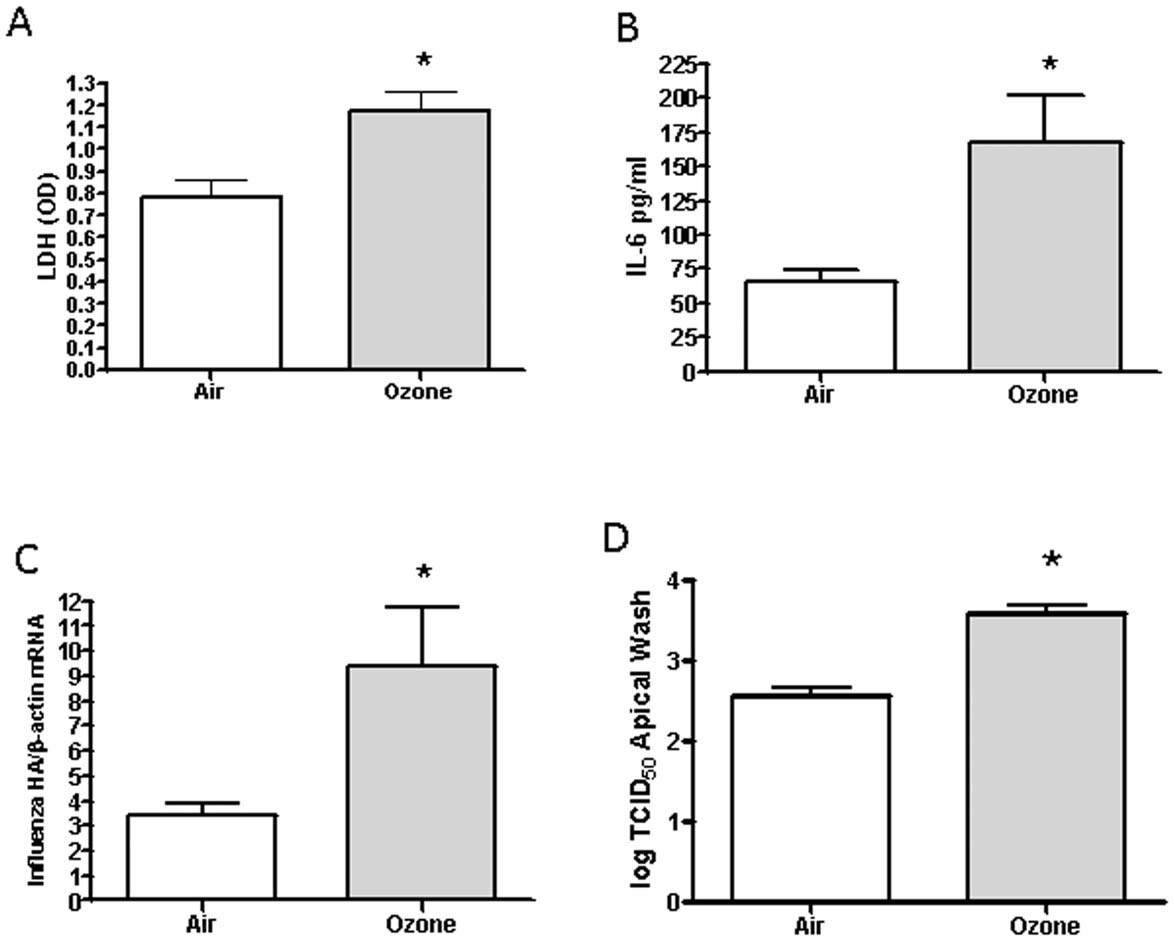 A
*
1.3
1.2
1.1
1.0
0.9
0.8
0.7
0.6
0.5
0.4
0.3
0.2
0.1
0.0
LDH (OD)
Air
Ozone
B
*
225
200
175
150
125
100
75
50
25
0
IL-6 pg/ml
Air
Ozone
C
*
12
11
10
9
8
7
6
5
4
3
2
1
0
Influenza HA/β-actin mRNA
Air
Ozone
D
*
4
3
2
1
0
log TCID50 Apical Wash
Air
Ozone